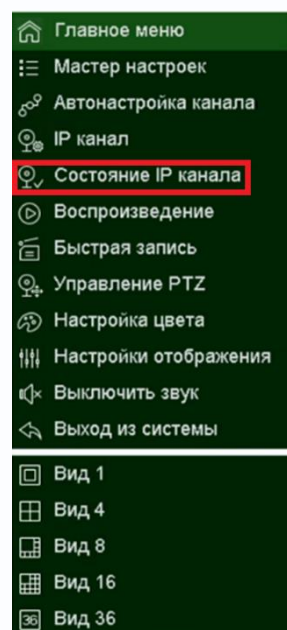 Главное меню
Мастер настроек
Автонастройка канала
IP канал
Состояние IP канала
Воспроизведение
Быстрая запись
Управление PTZ
Настройка цвета
Настройки отображения
Выключить звук
Выход из системы
Вид 1
Вид 4
Вид 8
Вид 16
36 Вид 36